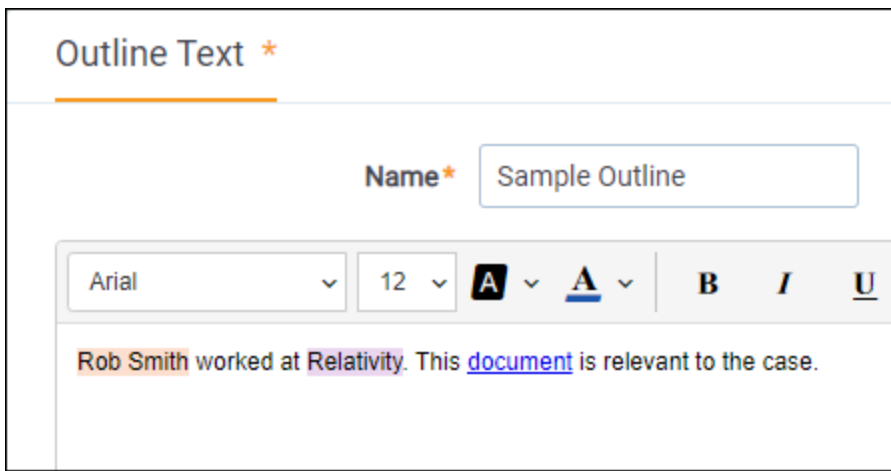 Outline Text *
Name* Sample Outline
Arial 12 A A B I U
Rob Smith worked at Relativity. This document is relevant to the case.